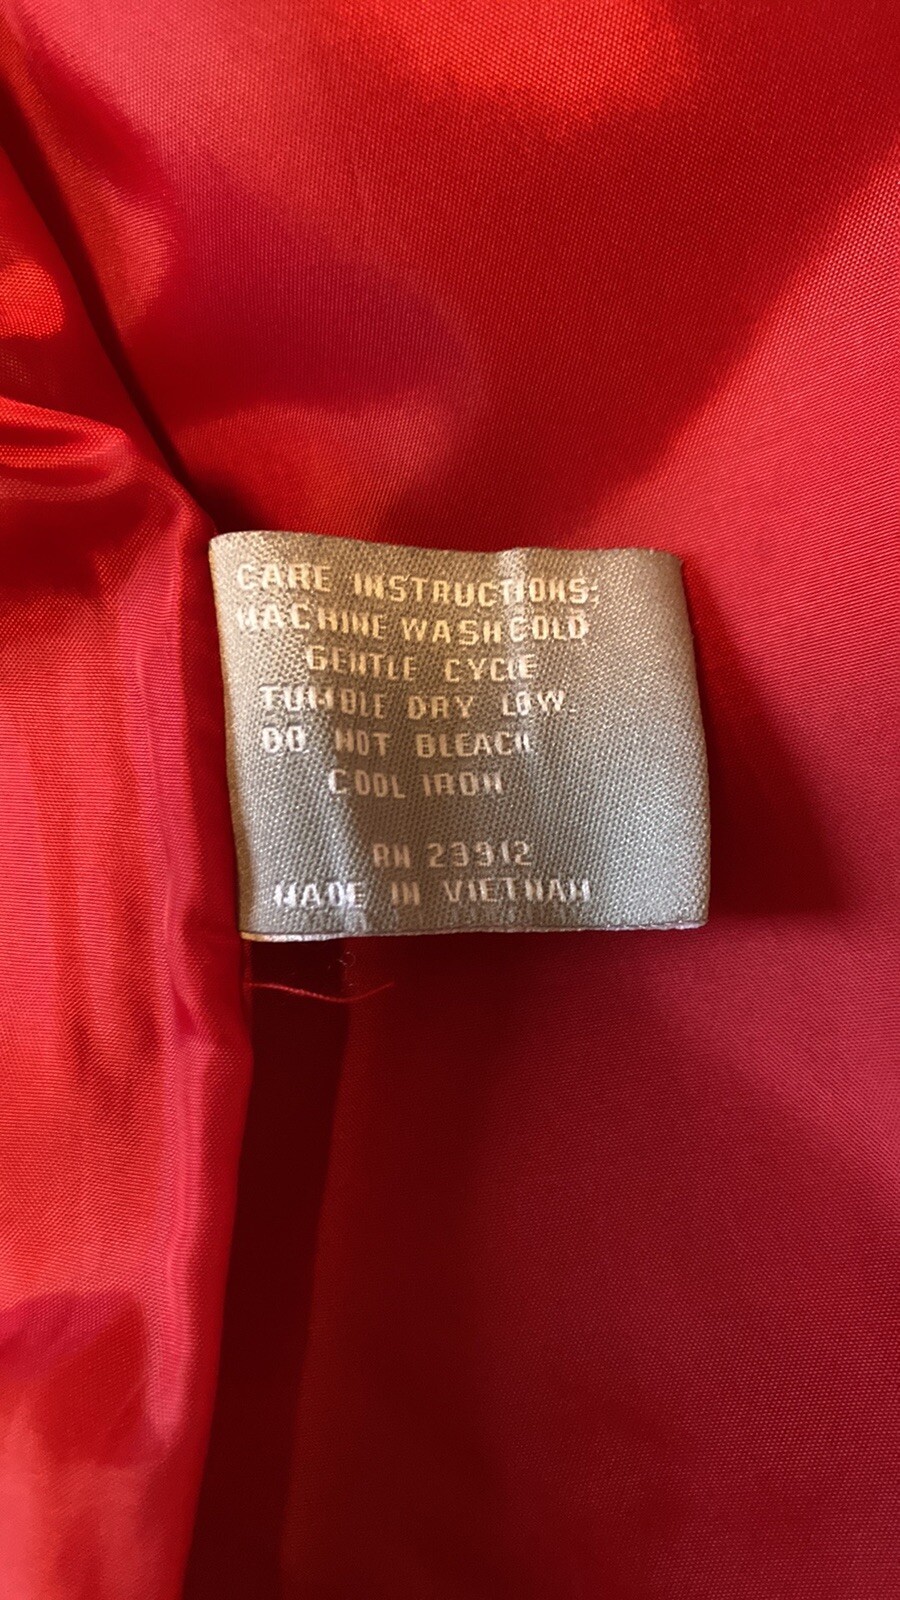 CARE INSTRUCTIONS:
MACHINE WASH COLD
GENTLE CYCLE
TUMBLE DRY LOW.
DO NOT BLEACH
COOL IRON
RN 23912
MADE IN VIETNAM